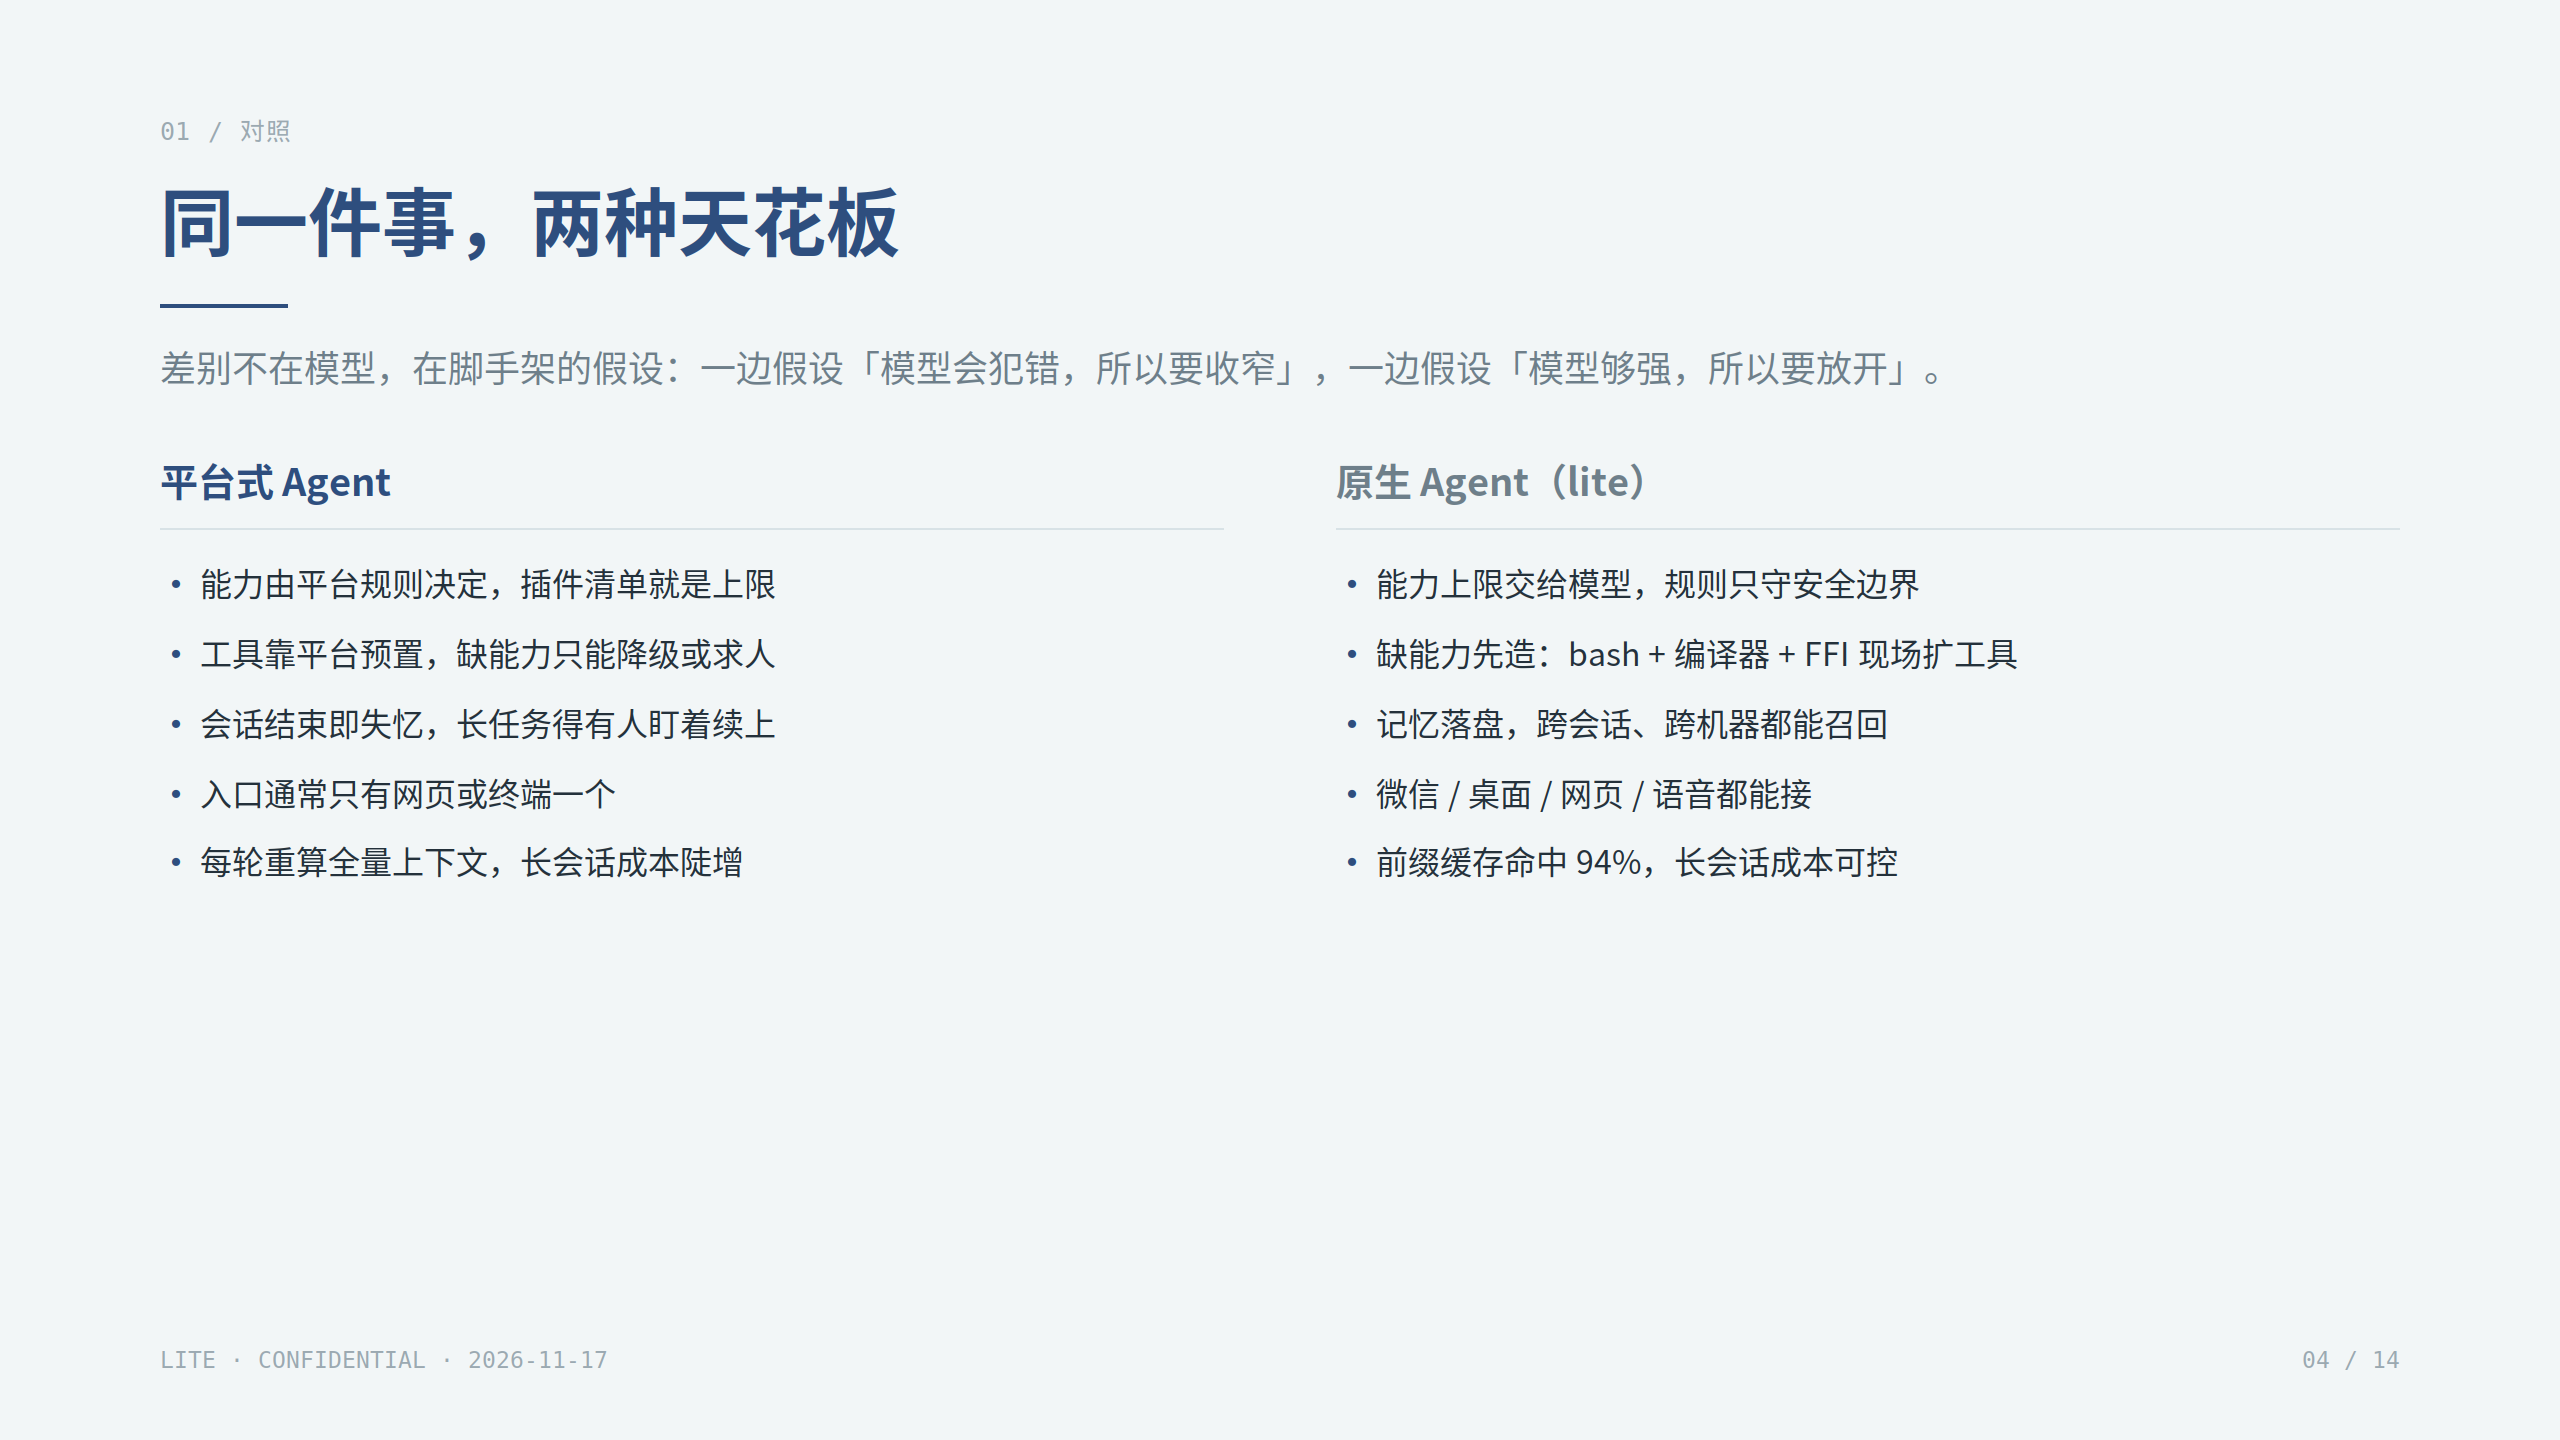 01 / 对照
同一件事，两种天花板
差别不在模型，在脚手架的假设：一边假设「模型会犯错，所以要收窄」，一边假设「模型够强，所以要放开」。
平台式 Agent
• 能力由平台规则决定，插件清单就是上限
• 工具靠平台预置，缺能力只能降级或求人
• 会话结束即失忆，长任务得有人盯着续上
• 入口通常只有网页或终端一个
• 每轮重算全量上下文，长会话成本陡增
原生 Agent（lite）
• 能力上限交给模型，规则只守安全边界
• 缺能力先造：bash + 编译器 + FFI 现场扩工具
• 记忆落盘，跨会话、跨机器都能召回
• 微信 / 桌面 / 网页 / 语音都能接
• 前缀缓存命中 94%，长会话成本可控
LITE · CONFIDENTIAL · 2026-11-17
04 / 14